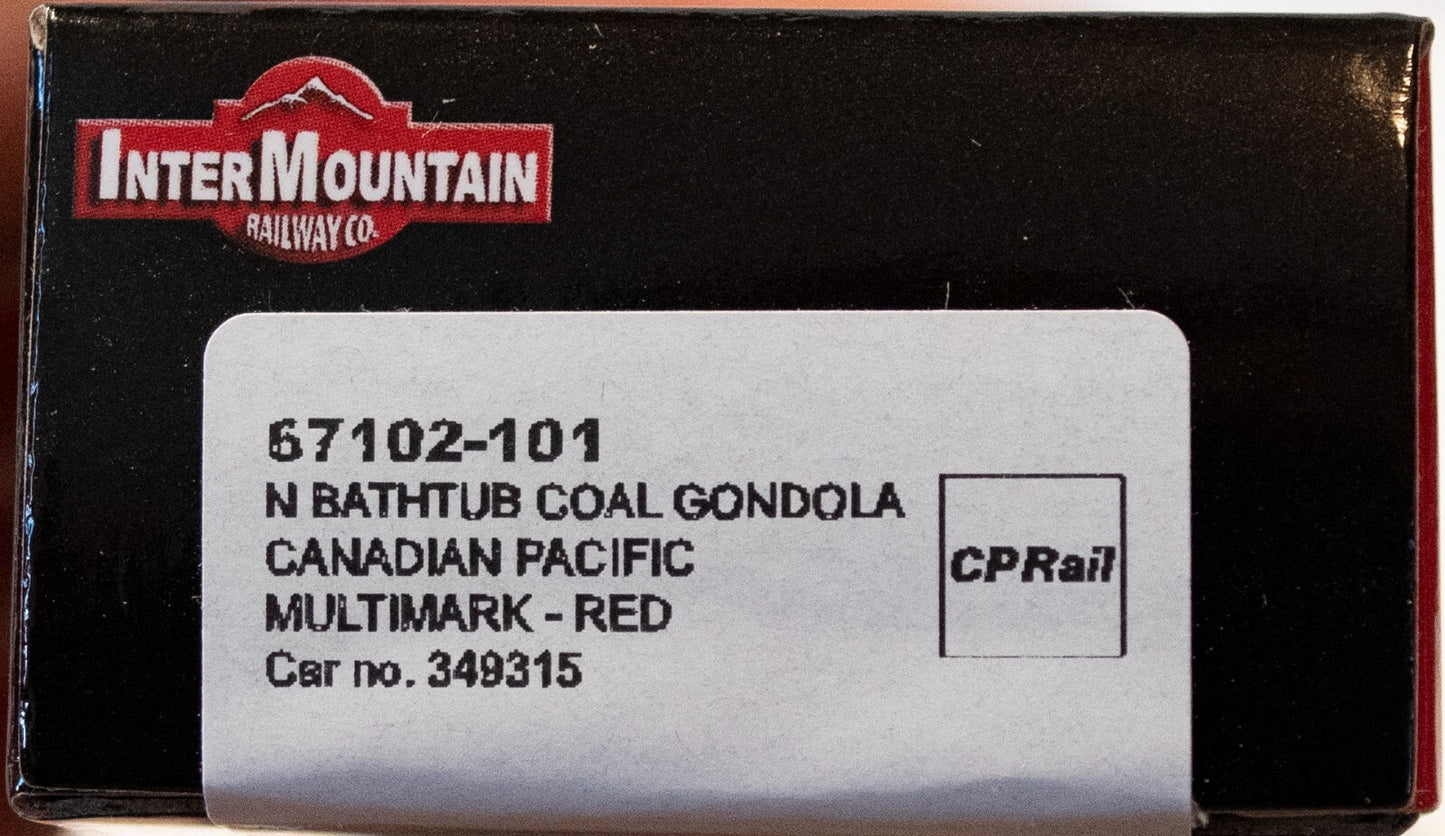 INTERMOUNTAIN
RAILWAY CO.
67102-101
N BATHTUB COAL GONDOLA
CANADIAN PACIFIC
MULTIMARK - RED
Car no. 349315
CPRail